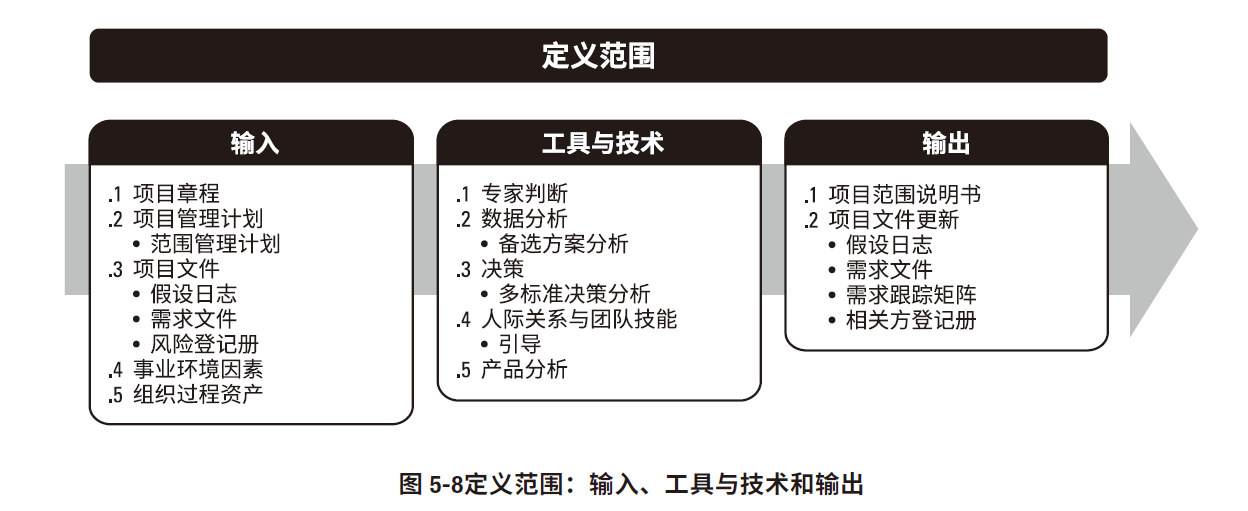 定义范围
输入
.1 项目章程
.2 项目管理计划
• 范围管理计划
.3 项目文件
• 假设日志
• 需求文件
• 风险登记册
.4 事业环境因素
.5 组织过程资产
工具与技术
.1 专家判断
.2 数据分析
• 备选方案分析
.3 决策
• 多标准决策分析
.4 人际关系与团队技能
• 引导
.5 产品分析
输出
.1 项目范围说明书
.2 项目文件更新
• 假设日志
• 需求文件
• 需求跟踪矩阵
• 相关方登记册
图 5-8定义范围：输入、工具与技术和输出